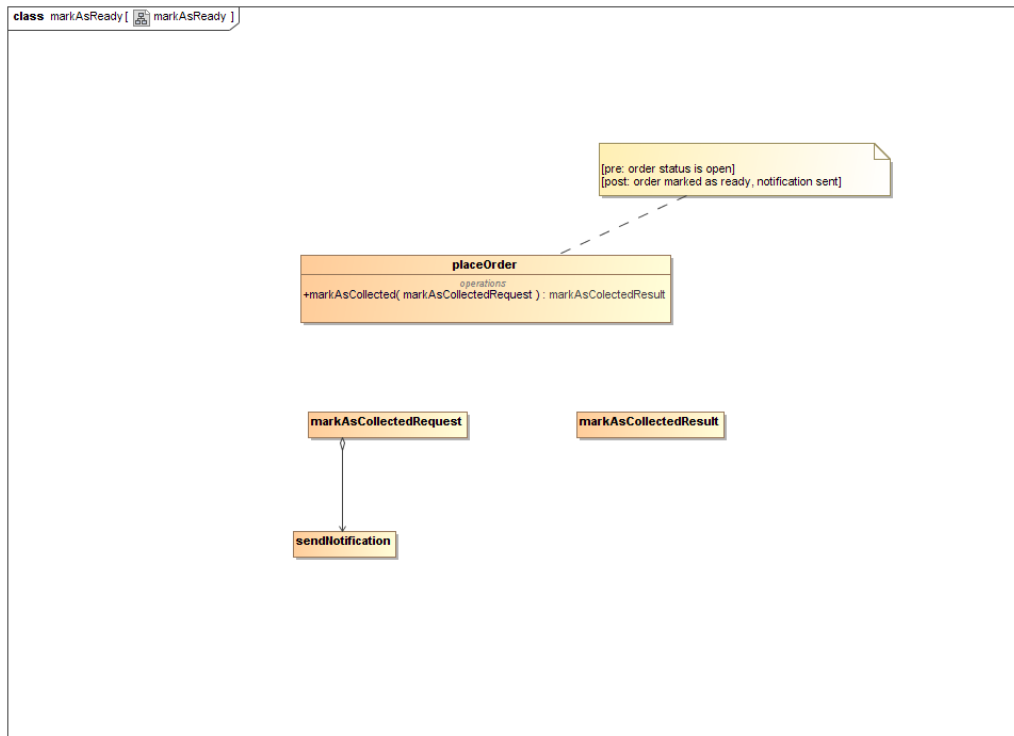 class markAsReady [ markAsReady ]
[pre: order status is open]
[post: order marked as ready, notification sent]
placeOrder
operations
+markAsCollected( markAsCollectedRequest ) : markAsColectedResult
markAsCollectedRequest
markAsCollectedResult
sendNotification